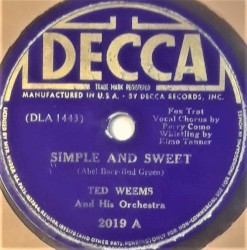 DECCA
TRADE MARK REGISTERED
MANUFACTURED IN U.S.A. BY DECCA RECORDS, INC.
(DLA 1443)
Fox Trot
Vocal Chorus by
Perry Como
Whistling by
Elmo Tanner
SIMPLE AND SWEET
(Abel Baer-Bud Green)
TED WEEMS
And His Orchestra
2019 A